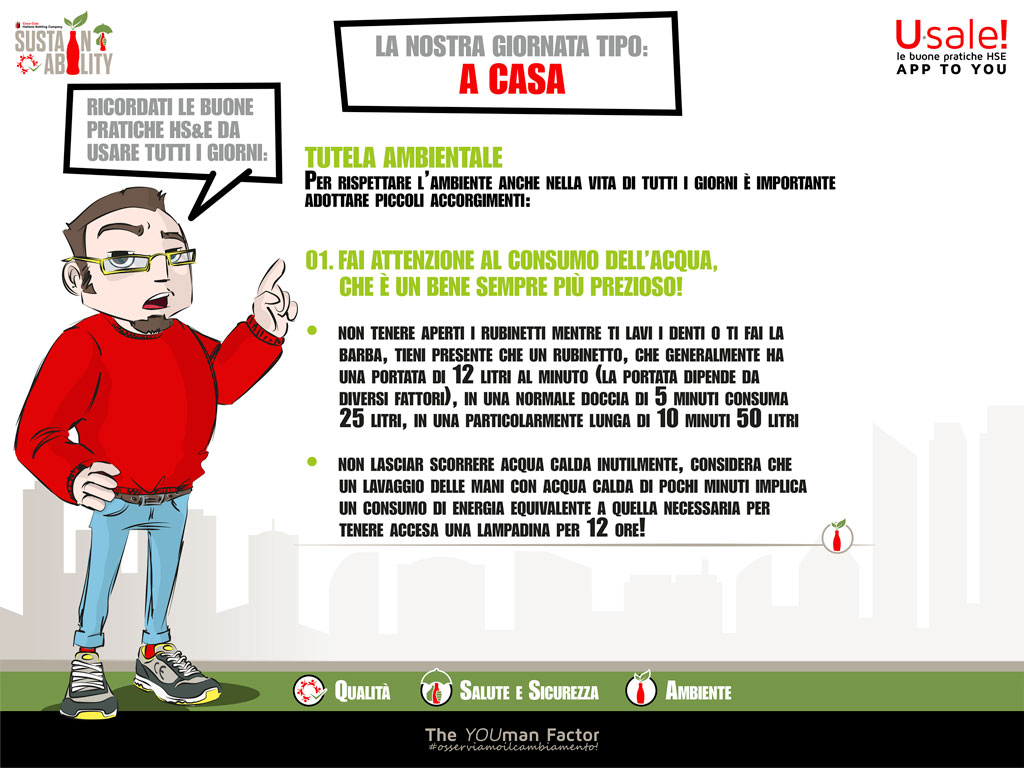 SUSTAIN
ABILITY
LA NOSTRA GIORNATA TIPO:
A CASA
U·sale!
le buone pratiche HSE
APP TO YOU
RICORDATI LE BUONE
PRATICHE HS&E DA
USARE TUTTI I GIORNI:
TUTELA AMBIENTALE
PER RISPETTARE L'AMBIENTE ANCHE NELLA VITA DI TUTTI I GIORNI È IMPORTANTE
ADOTTARE PICCOLI ACCORGIMENTI:
01. FAI ATTENZIONE AL CONSUMO DELL'ACQUA,
CHE È UN BENE SEMPRE PIÙ PREZIOSO!
• NON TENERE APERTI I RUBINETTI MENTRE TI LAVI I DENTI O TI FAI LA
BARBA, TIENI PRESENTE CHE UN RUBINETTO, CHE GENERALMENTE HA
UNA PORTATA DI 12 LITRI AL MINUTO (LA PORTATA DIPENDE DA
DIVERSI FATTORI), IN UNA NORMALE DOCCIA DI 5 MINUTI CONSUMA
25 LITRI, IN UNA PARTICOLARMENTE LUNGA DI 10 MINUTI 50 LITRI
• NON LASCIAR SCORRERE ACQUA CALDA INUTILMENTE, CONSIDERA CHE
UN LAVAGGIO DELLE MANI CON ACQUA CALDA DI POCHI MINUTI IMPLICA
UN CONSUMO DI ENERGIA EQUIVALENTE A QUELLA NECESSARIA PER
TENERE ACCESA UNA LAMPADINA PER 12 ORE!
QUALITÀ
SALUTE E SICUREZZA
AMBIENTE
The YOUman Factor
#osserviamoilcambiamento!